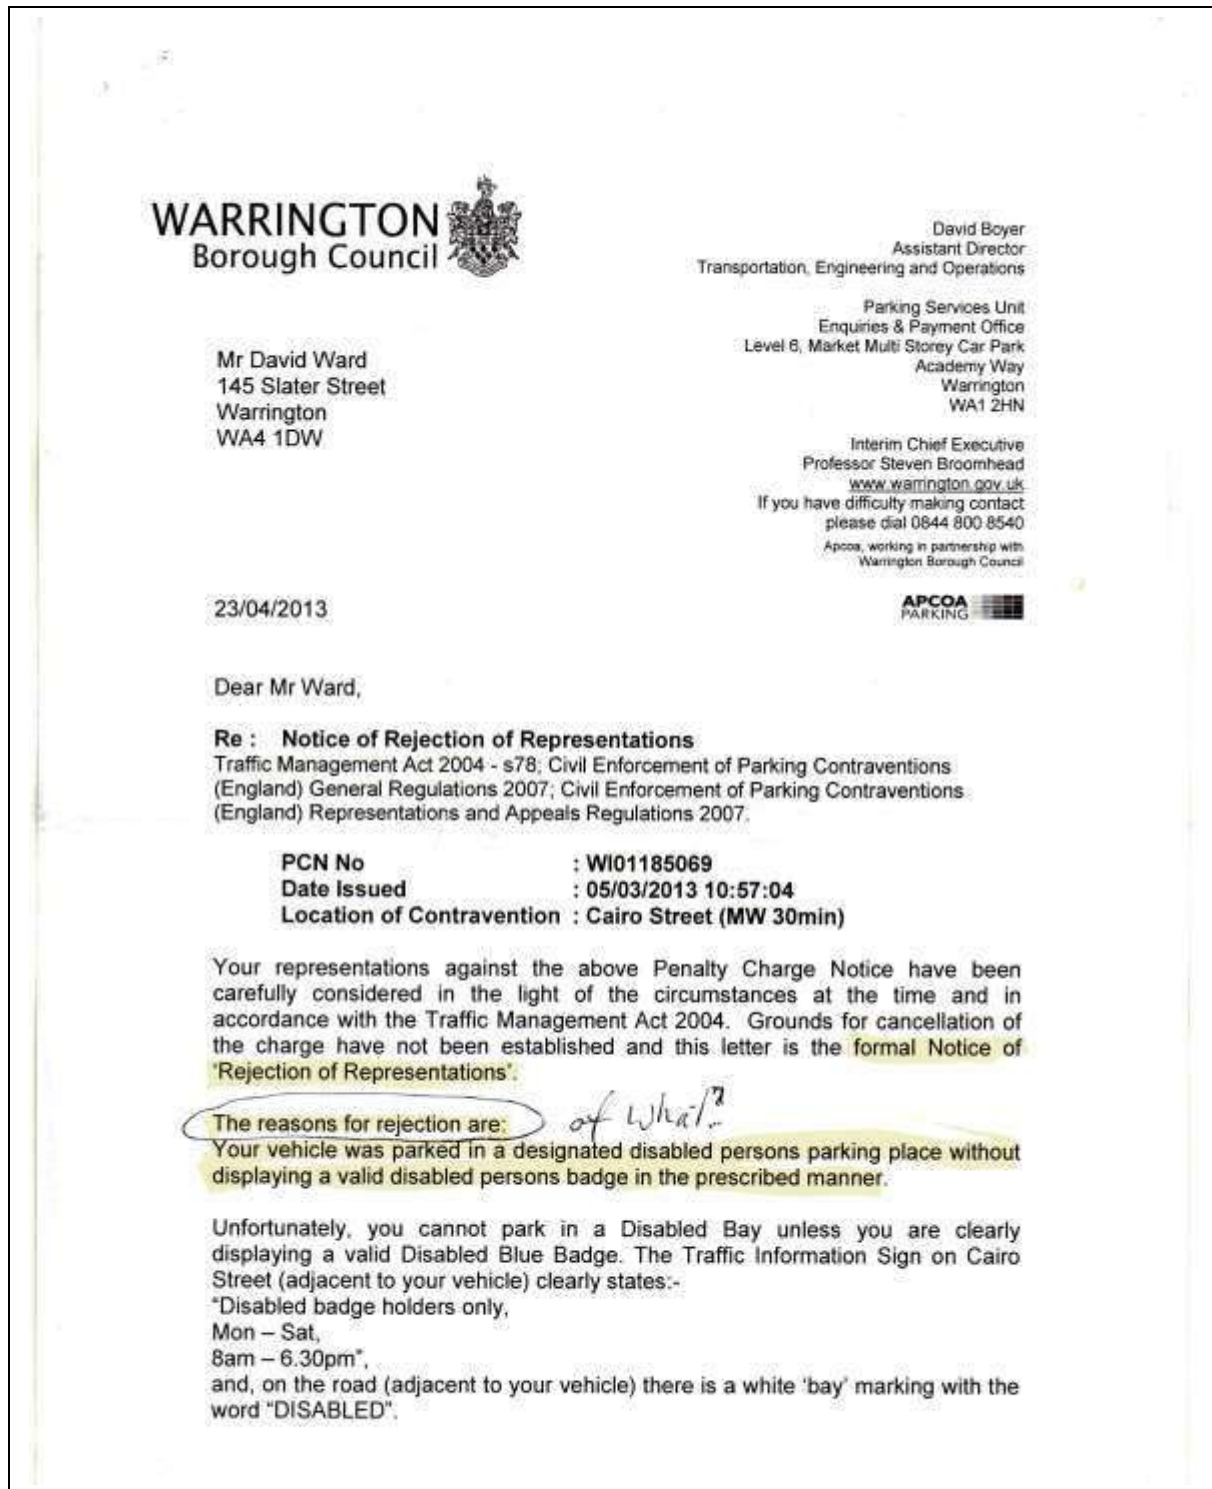 WARRINGTON
Borough Council
David Boyer
Assistant Director
Transportation, Engineering and Operations
Parking Services Unit
Enquiries & Payment Office
Level 6, Market Multi Storey Car Park
Academy Way
Warrington
WA1 2HN
Mr David Ward
145 Slater Street
Warrington
WA4 1DW
Interim Chief Executive
Professor Steven Broomhead
www.warrington.gov.uk
If you have difficulty making contact
please dial 0844 800 8540
Apcoa, working in partnership with
Warrington Borough Council
APCOA
PARKING
23/04/2013
Dear Mr Ward,
Re : Notice of Rejection of Representations
Traffic Management Act 2004 - s78; Civil Enforcement of Parking Contraventions
(England) General Regulations 2007; Civil Enforcement of Parking Contraventions
(England) Representations and Appeals Regulations 2007.
PCN No : WI01185069
Date Issued : 05/03/2013 10:57:04
Location of Contravention : Cairo Street (MW 30min)
Your representations against the above Penalty Charge Notice have been
carefully considered in the light of the circumstances at the time and in
accordance with the Traffic Management Act 2004. Grounds for cancellation of
the charge have not been established and this letter is the formal Notice of
'Rejection of Representations'.
The reasons for rejection are: of what?
Your vehicle was parked in a designated disabled persons parking place without
displaying a valid disabled persons badge in the prescribed manner.
Unfortunately, you cannot park in a Disabled Bay unless you are clearly
displaying a valid Disabled Blue Badge. The Traffic Information Sign on Cairo
Street (adjacent to your vehicle) clearly states:-
"Disabled badge holders only,
Mon – Sat,
8am – 6.30pm",
and, on the road (adjacent to your vehicle) there is a white 'bay' marking with the
word "DISABLED".